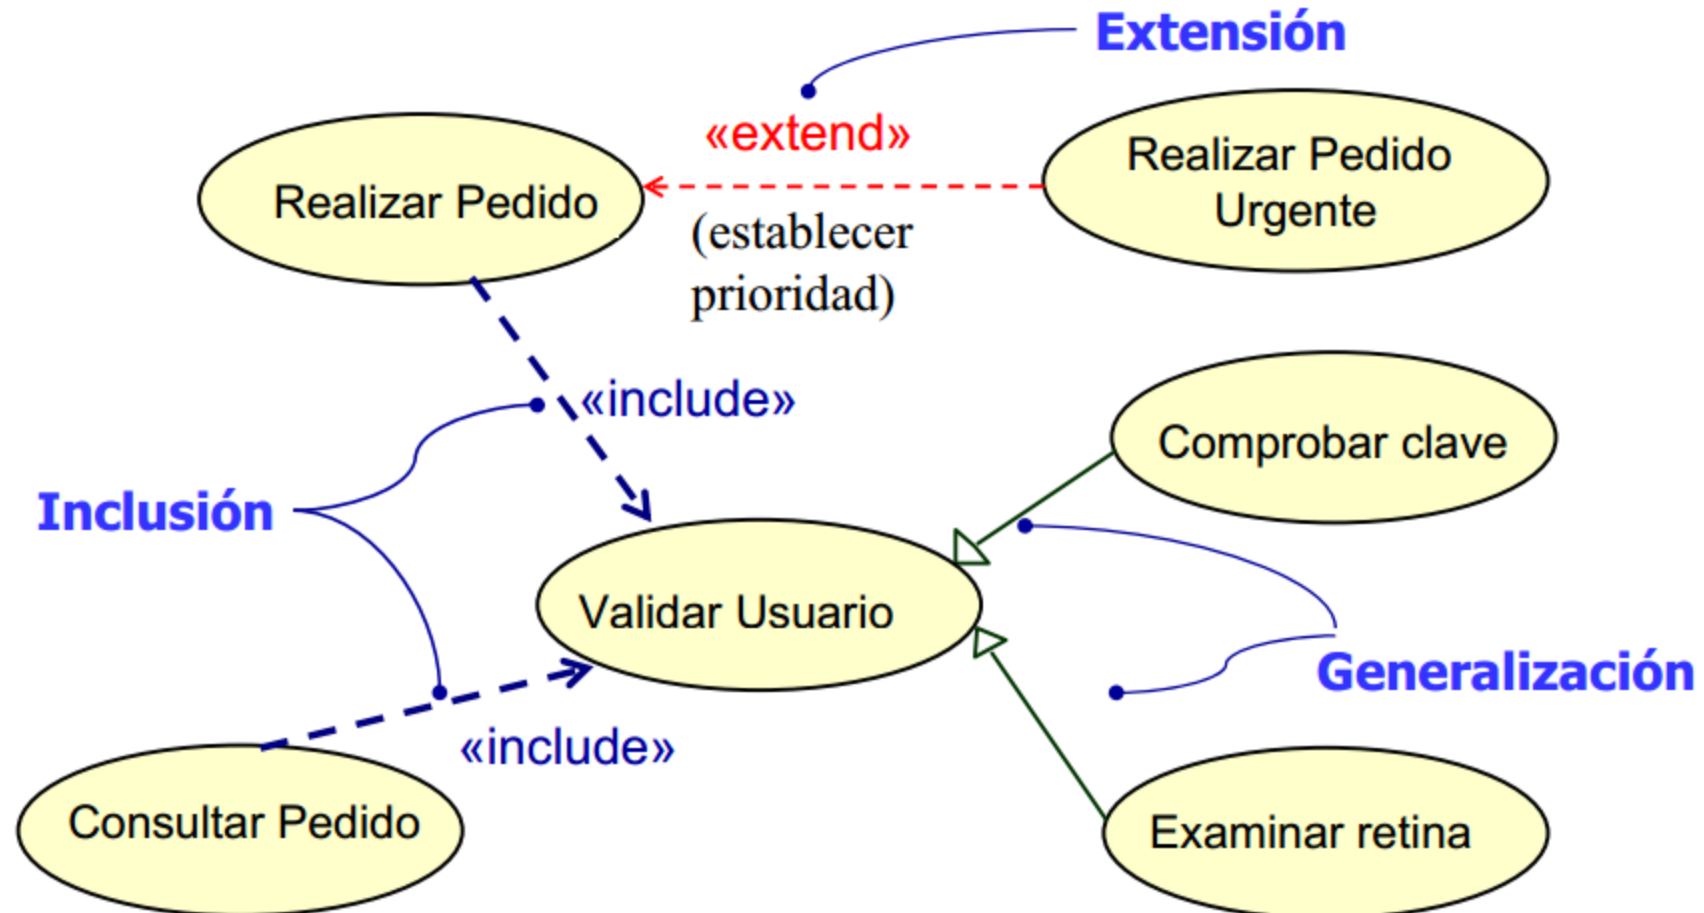 Extensión
«extend»
Realizar Pedido
Urgente
Realizar Pedido
(establecer
prioridad)
«include»
Comprobar clave
Inclusión
Validar Usuario
Generalización
«include»
Consultar Pedido
Examinar retina